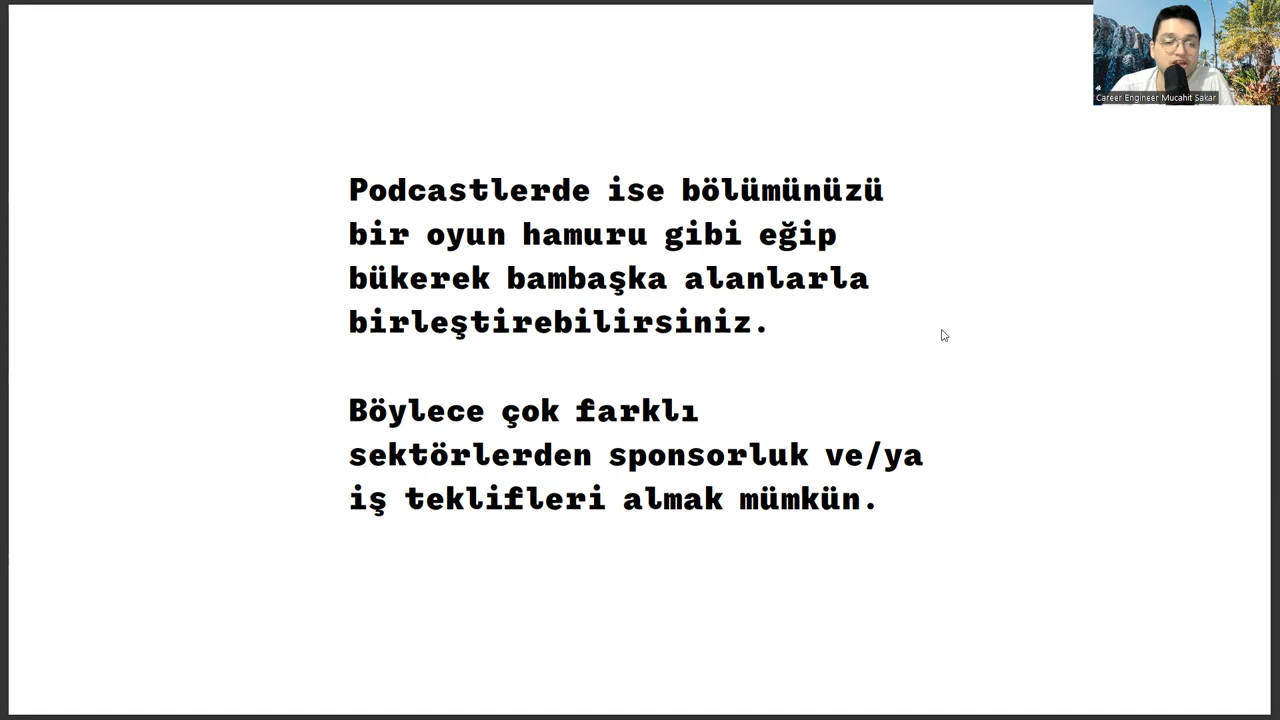 Career Engineer Mucahit Sakar
Podcastlerde ise bölümünüzü
bir oyun hamuru gibi eğip
bükerek bambaşka alanlarla
birleştirebilirsiniz.
Böylece çok farklı
sektörlerden sponsorluk ve/ya
iş teklifleri almak mümkün.